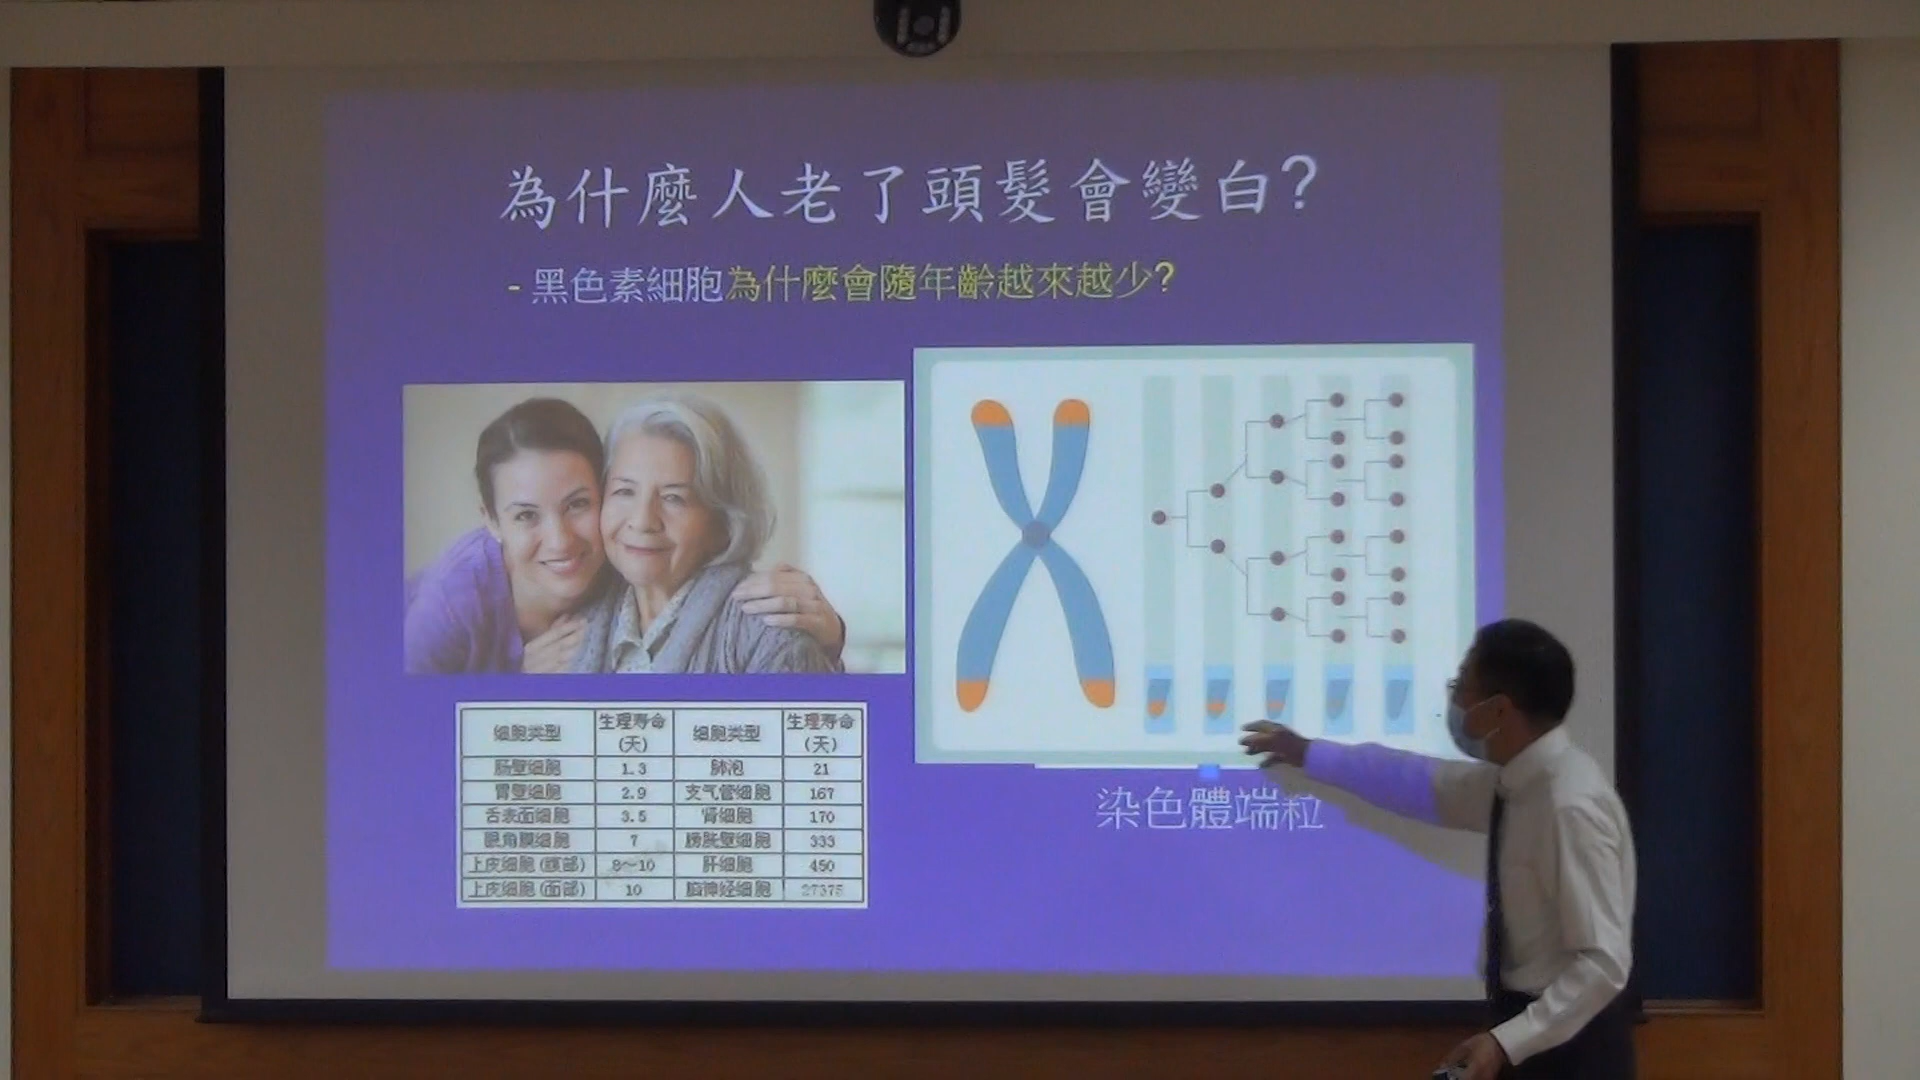 為什麼人老了頭髮會變白?
- 黑色素細胞為什麼會隨年齡越來越少?
细胞类型 生理寿命(天) 细胞类型 生理寿命(天)
肠壁细胞 1.3 肺泡 21
胃壁细胞 2.9 支气管细胞 167
舌表面细胞 3.5 肾细胞 170
眼角膜细胞 7 膀胱壁细胞 333
上皮细胞(腹部) 8~10 肝细胞 450
上皮细胞(面部) 10 脑神经细胞 27375
染色體端粒